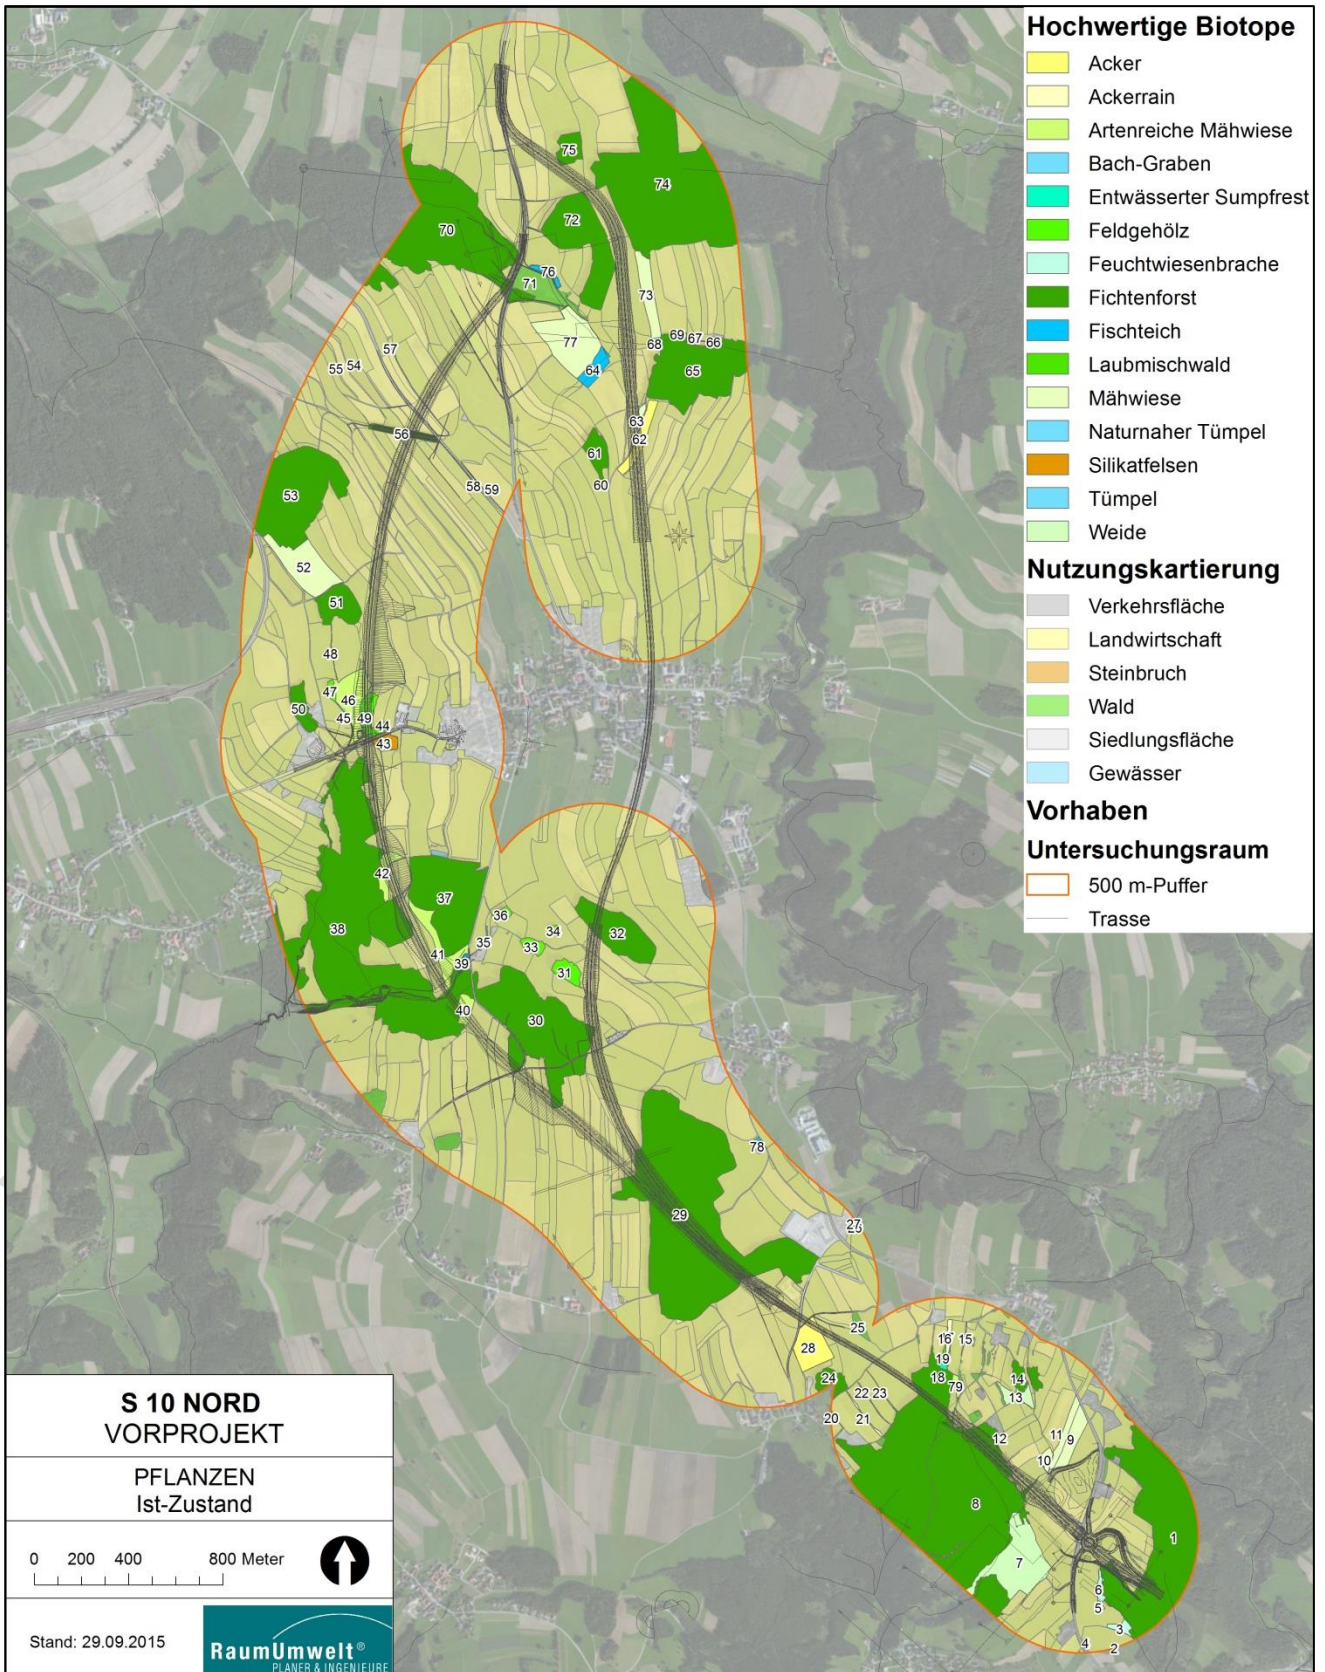 Hochwertige Biotope
Acker
Ackerrain
Artenreiche Mähwiese
Bach-Graben
Entwässerter Sumpfrest
Feldgehölz
Feuchtwiesenbrache
Fichtenforst
Fischteich
Laubmischwald
Mähwiese
Naturnaher Tümpel
Silikatfelsen
Tümpel
Weide
Nutzungskartierung
Verkehrsfläche
Landwirtschaft
Steinbruch
Wald
Siedlungsfläche
Gewässer
Vorhaben
Untersuchungsraum
500 m-Puffer
Trasse
75
74
72
70
76
71
73
77
69
67
66
68
57
55
54
64
65
63
62
56
61
60
53
58
59
52
51
48
47
46
50
45
49
44
43
42
37
36
38
35
34
33
32
41
39
31
40
30
78
29
27
25
28
16
15
19
18
79
14
13
24
22
23
20
21
12
11
9
10
8
1
7
6
5
3
4
2
S 10 NORD
VORPROJEKT
PFLANZEN
Ist-Zustand
0 200 400 800 Meter
Stand: 29.09.2015
RaumUmwelt®
PLANER & INGENIEURE